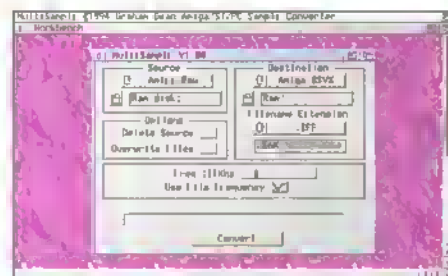 MultiSample ©1994 Graham Dean Amiga/ST/PC Sample Converter
Workbench
MultiSample V1.04
Source
Destination
Amiga Raw
Amiga 8SVX
Ram disk:
Ram
Options
Filename Extension
Delete Source
.IFF
Overwrite Files
Freq
Use File Frequency
Convert